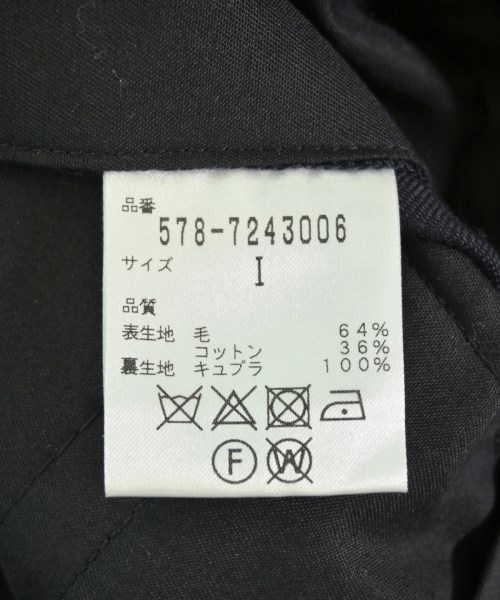 品番
578-7243006
サイズ I
品質
表生地 毛 64%
コットン 36%
裏生地 キュプラ 100%
F W